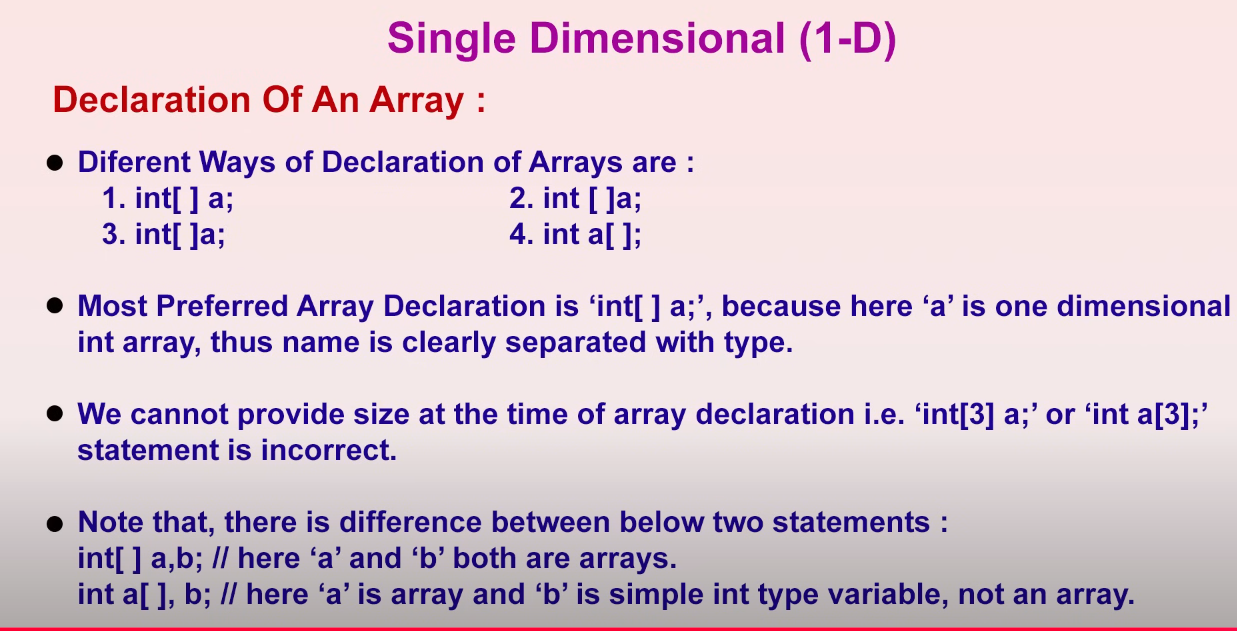 Single Dimensional (1-D)
Declaration Of An Array :
● Diferent Ways of Declaration of Arrays are :
1. int[ ] a; 2. int [ ]a;
3. int[ ]a; 4. int a[ ];
● Most Preferred Array Declaration is ‘int[ ] a;’, because here ‘a’ is one dimensional
int array, thus name is clearly separated with type.
● We cannot provide size at the time of array declaration i.e. ‘int[3] a;’ or ‘int a[3];’
statement is incorrect.
● Note that, there is difference between below two statements :
int[ ] a,b; // here ‘a’ and ‘b’ both are arrays.
int a[ ], b; // here ‘a’ is array and ‘b’ is simple int type variable, not an array.